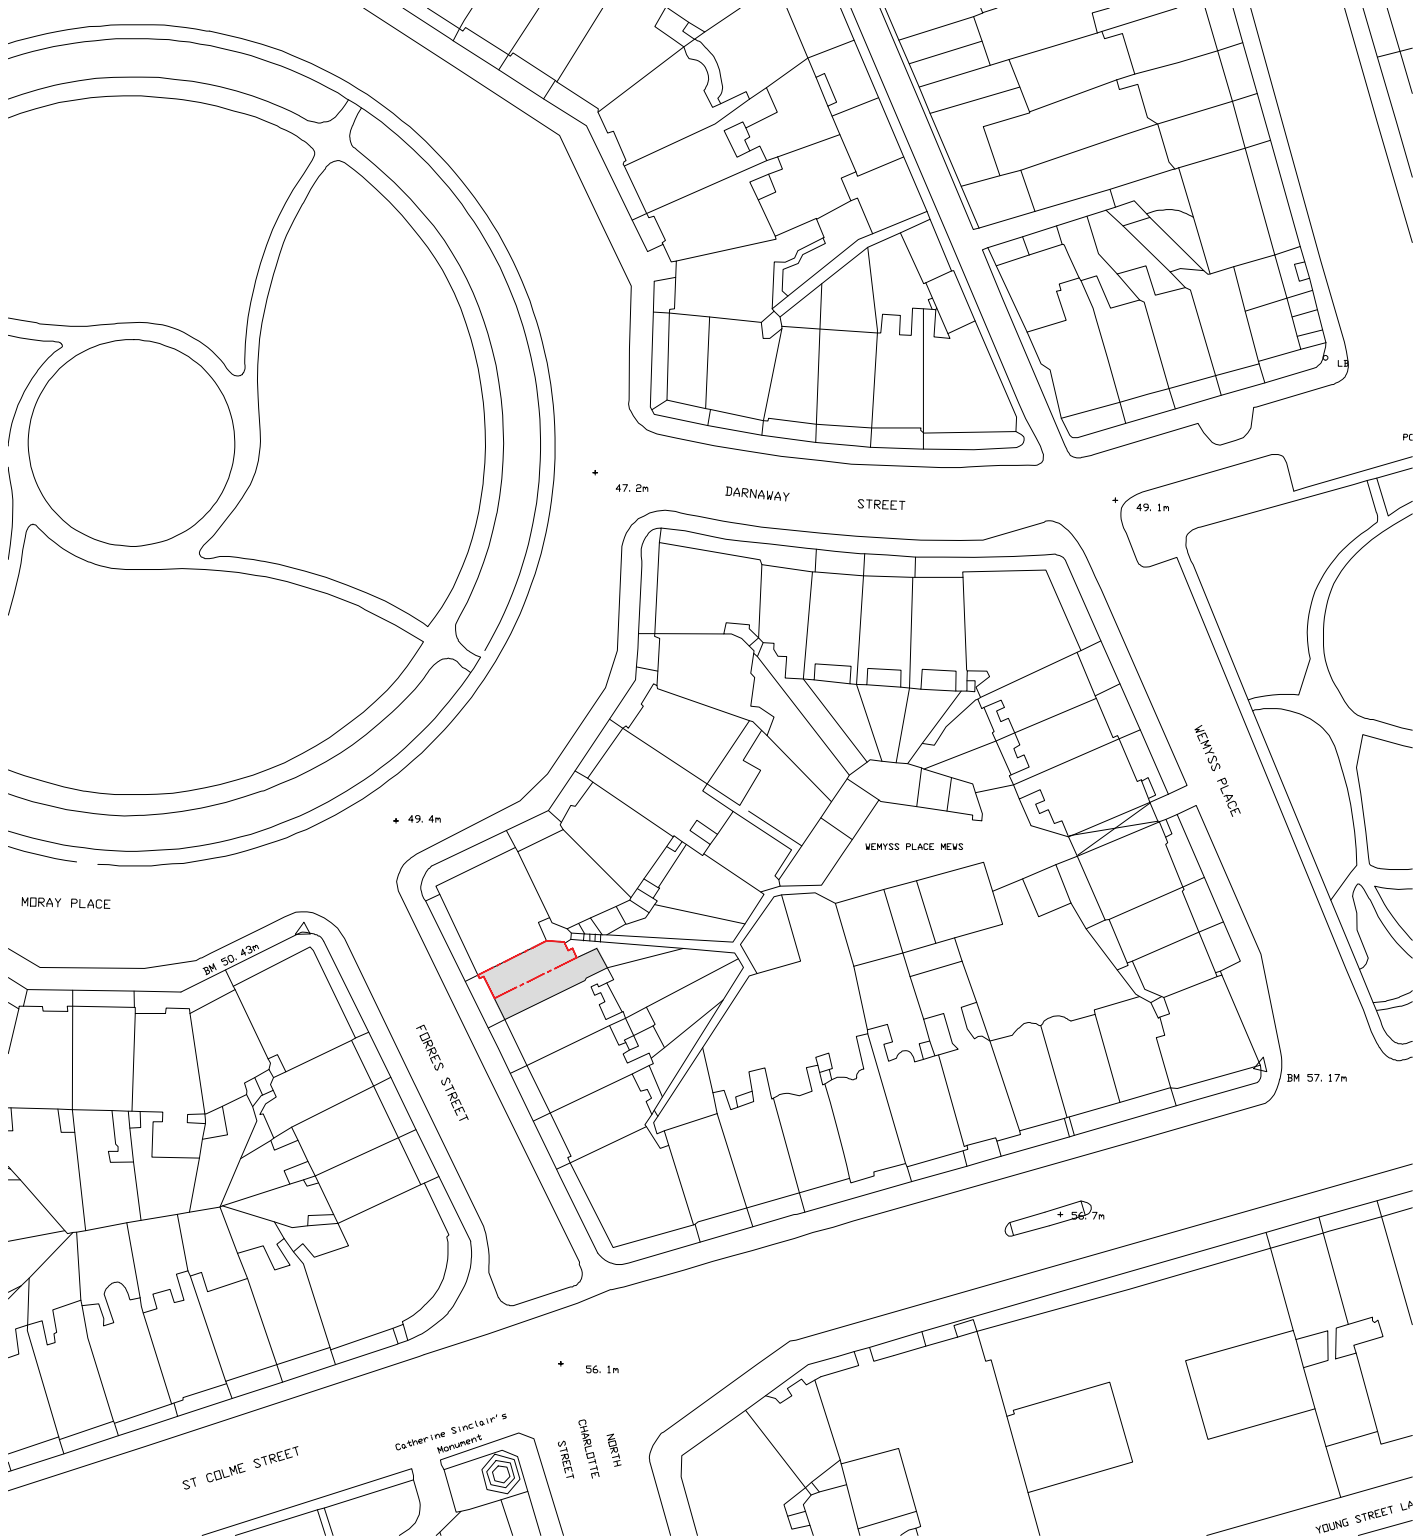 LB
PO
47.2m
DARNAWAY STREET
49.1m
WEMYSS PLACE
49.4m
WEMYSS PLACE MEWS
MORAY PLACE
BM 50.43m
FORRES STREET
BM 57.17m
56.7m
56.1m
Catherine Sinclair's
Monument
NORTH
CHARLOTTE
STREET
ST COLME STREET
YOUNG STREET LA